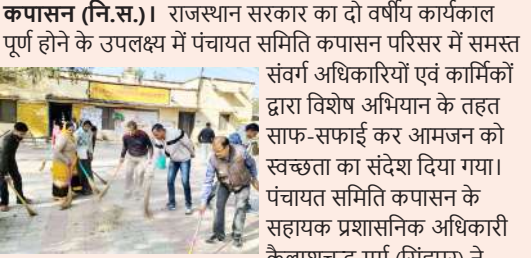 कपासन (नि.स.)। राजस्थान सरकार का दो वर्षीय कार्यकाल
पूर्ण होने के उपलक्ष्य में पंचायत समिति कपासन परिसर में समस्त
संवर्ग अधिकारियों एवं कार्मिकों
द्वारा विशेष अभियान के तहत
साफ-सफाई कर आमजन को
स्वच्छता का संदेश दिया गया।
पंचायत समिति कपासन के
सहायक प्रशासनिक अधिकारी